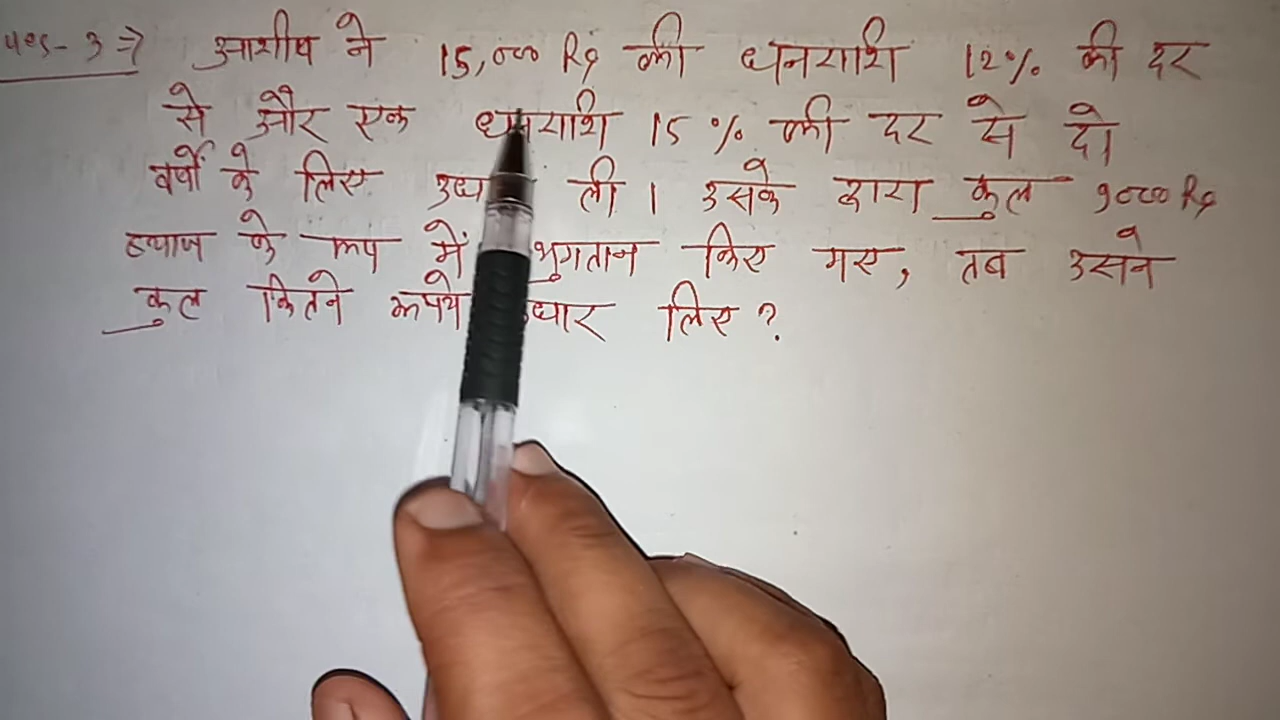 Ques- 3 ⇒ आशीष ने 15,000 Rs की धनराशि 12% की दर
से और एक धनराशि 15 % की दर से दो
वर्षों के लिए ली । उसके द्वारा कुल 9000 Rs
ब्याज के रूप में भुगतान किए गए, तब उसने
कुल कितने रूपये उधार लिए ?